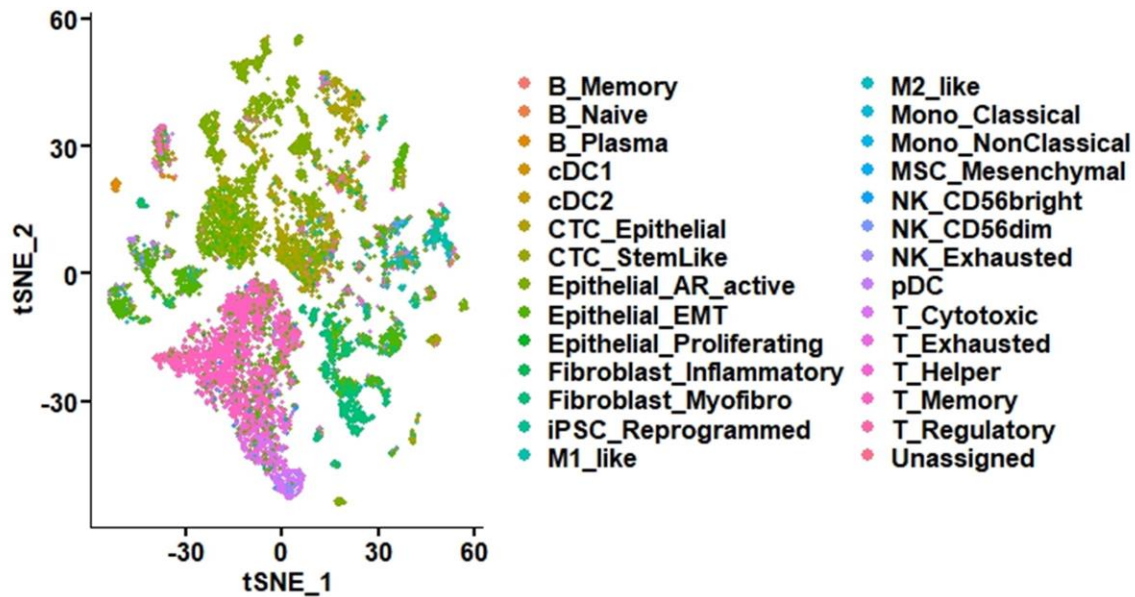 60
30
0
-30
tSNE_2
-30
0
30
60
tSNE_1
B_Memory
B_Naive
B_Plasma
cDC1
cDC2
CTC_Epithelial
CTC_StemLike
Epithelial_AR_active
Epithelial_EMT
Epithelial_Proliferating
Fibroblast_Inflammatory
Fibroblast_Myofibro
iPSC_Reprogrammed
M1_like
M2_like
Mono_Classical
Mono_NonClassical
MSC_Mesenchymal
NK_CD56bright
NK_CD56dim
NK_Exhausted
pDC
T_Cytotoxic
T_Exhausted
T_Helper
T_Memory
T_Regulatory
Unassigned